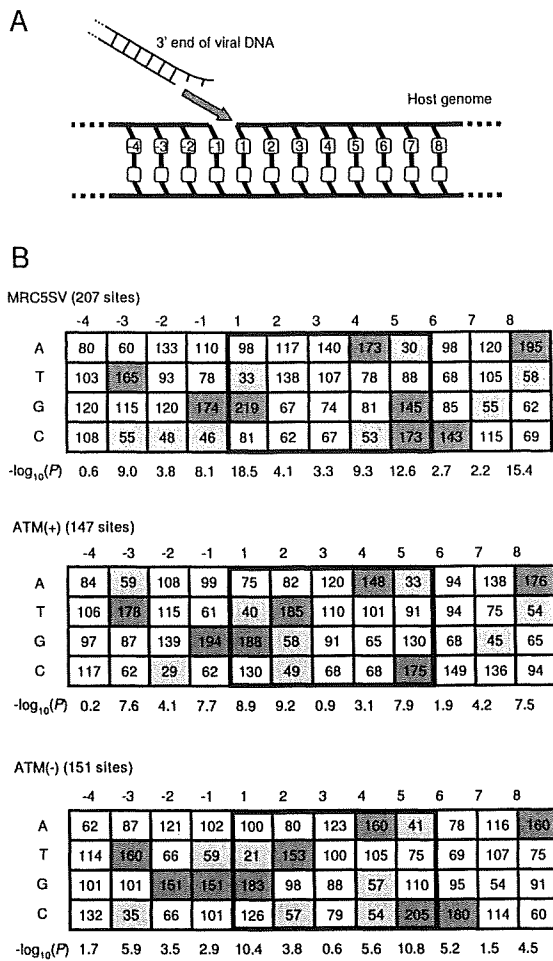 A
3' end of viral DNA
Host genome
-4 -3 -2 -1 1 2 3 4 5 6 7 8
B
MRC5SV (207 sites)
-4 -3 -2 -1 1 2 3 4 5 6 7 8
A 80 60 133 110 98 117 140 173 30 98 120 195
T 103 165 93 78 33 138 107 78 88 68 105 58
G 120 115 120 174 219 67 74 81 145 85 55 62
C 108 55 48 46 81 62 67 53 173 143 115 69
-log10(P) 0.6 9.0 3.8 8.1 18.5 4.1 3.3 9.3 12.6 2.7 2.2 15.4
ATM(+) (147 sites)
-4 -3 -2 -1 1 2 3 4 5 6 7 8
A 84 59 108 99 75 82 120 148 33 94 138 176
T 106 178 115 61 40 185 110 101 91 94 75 54
G 97 87 139 194 188 58 91 65 130 68 45 65
C 117 62 29 62 130 49 68 68 175 149 136 94
-log10(P) 0.2 7.6 4.1 7.7 8.9 9.2 0.9 3.1 7.9 1.9 4.2 7.5
ATM(-) (151 sites)
-4 -3 -2 -1 1 2 3 4 5 6 7 8
A 62 87 121 102 100 80 123 160 41 78 116 160
T 114 160 66 59 21 153 100 105 75 69 107 75
G 101 101 151 151 183 98 88 57 110 95 54 91
C 132 35 66 101 126 57 79 54 205 180 114 60
-log10(P) 1.7 5.9 3.5 2.9 10.4 3.8 0.6 5.6 10.8 5.2 1.5 4.5